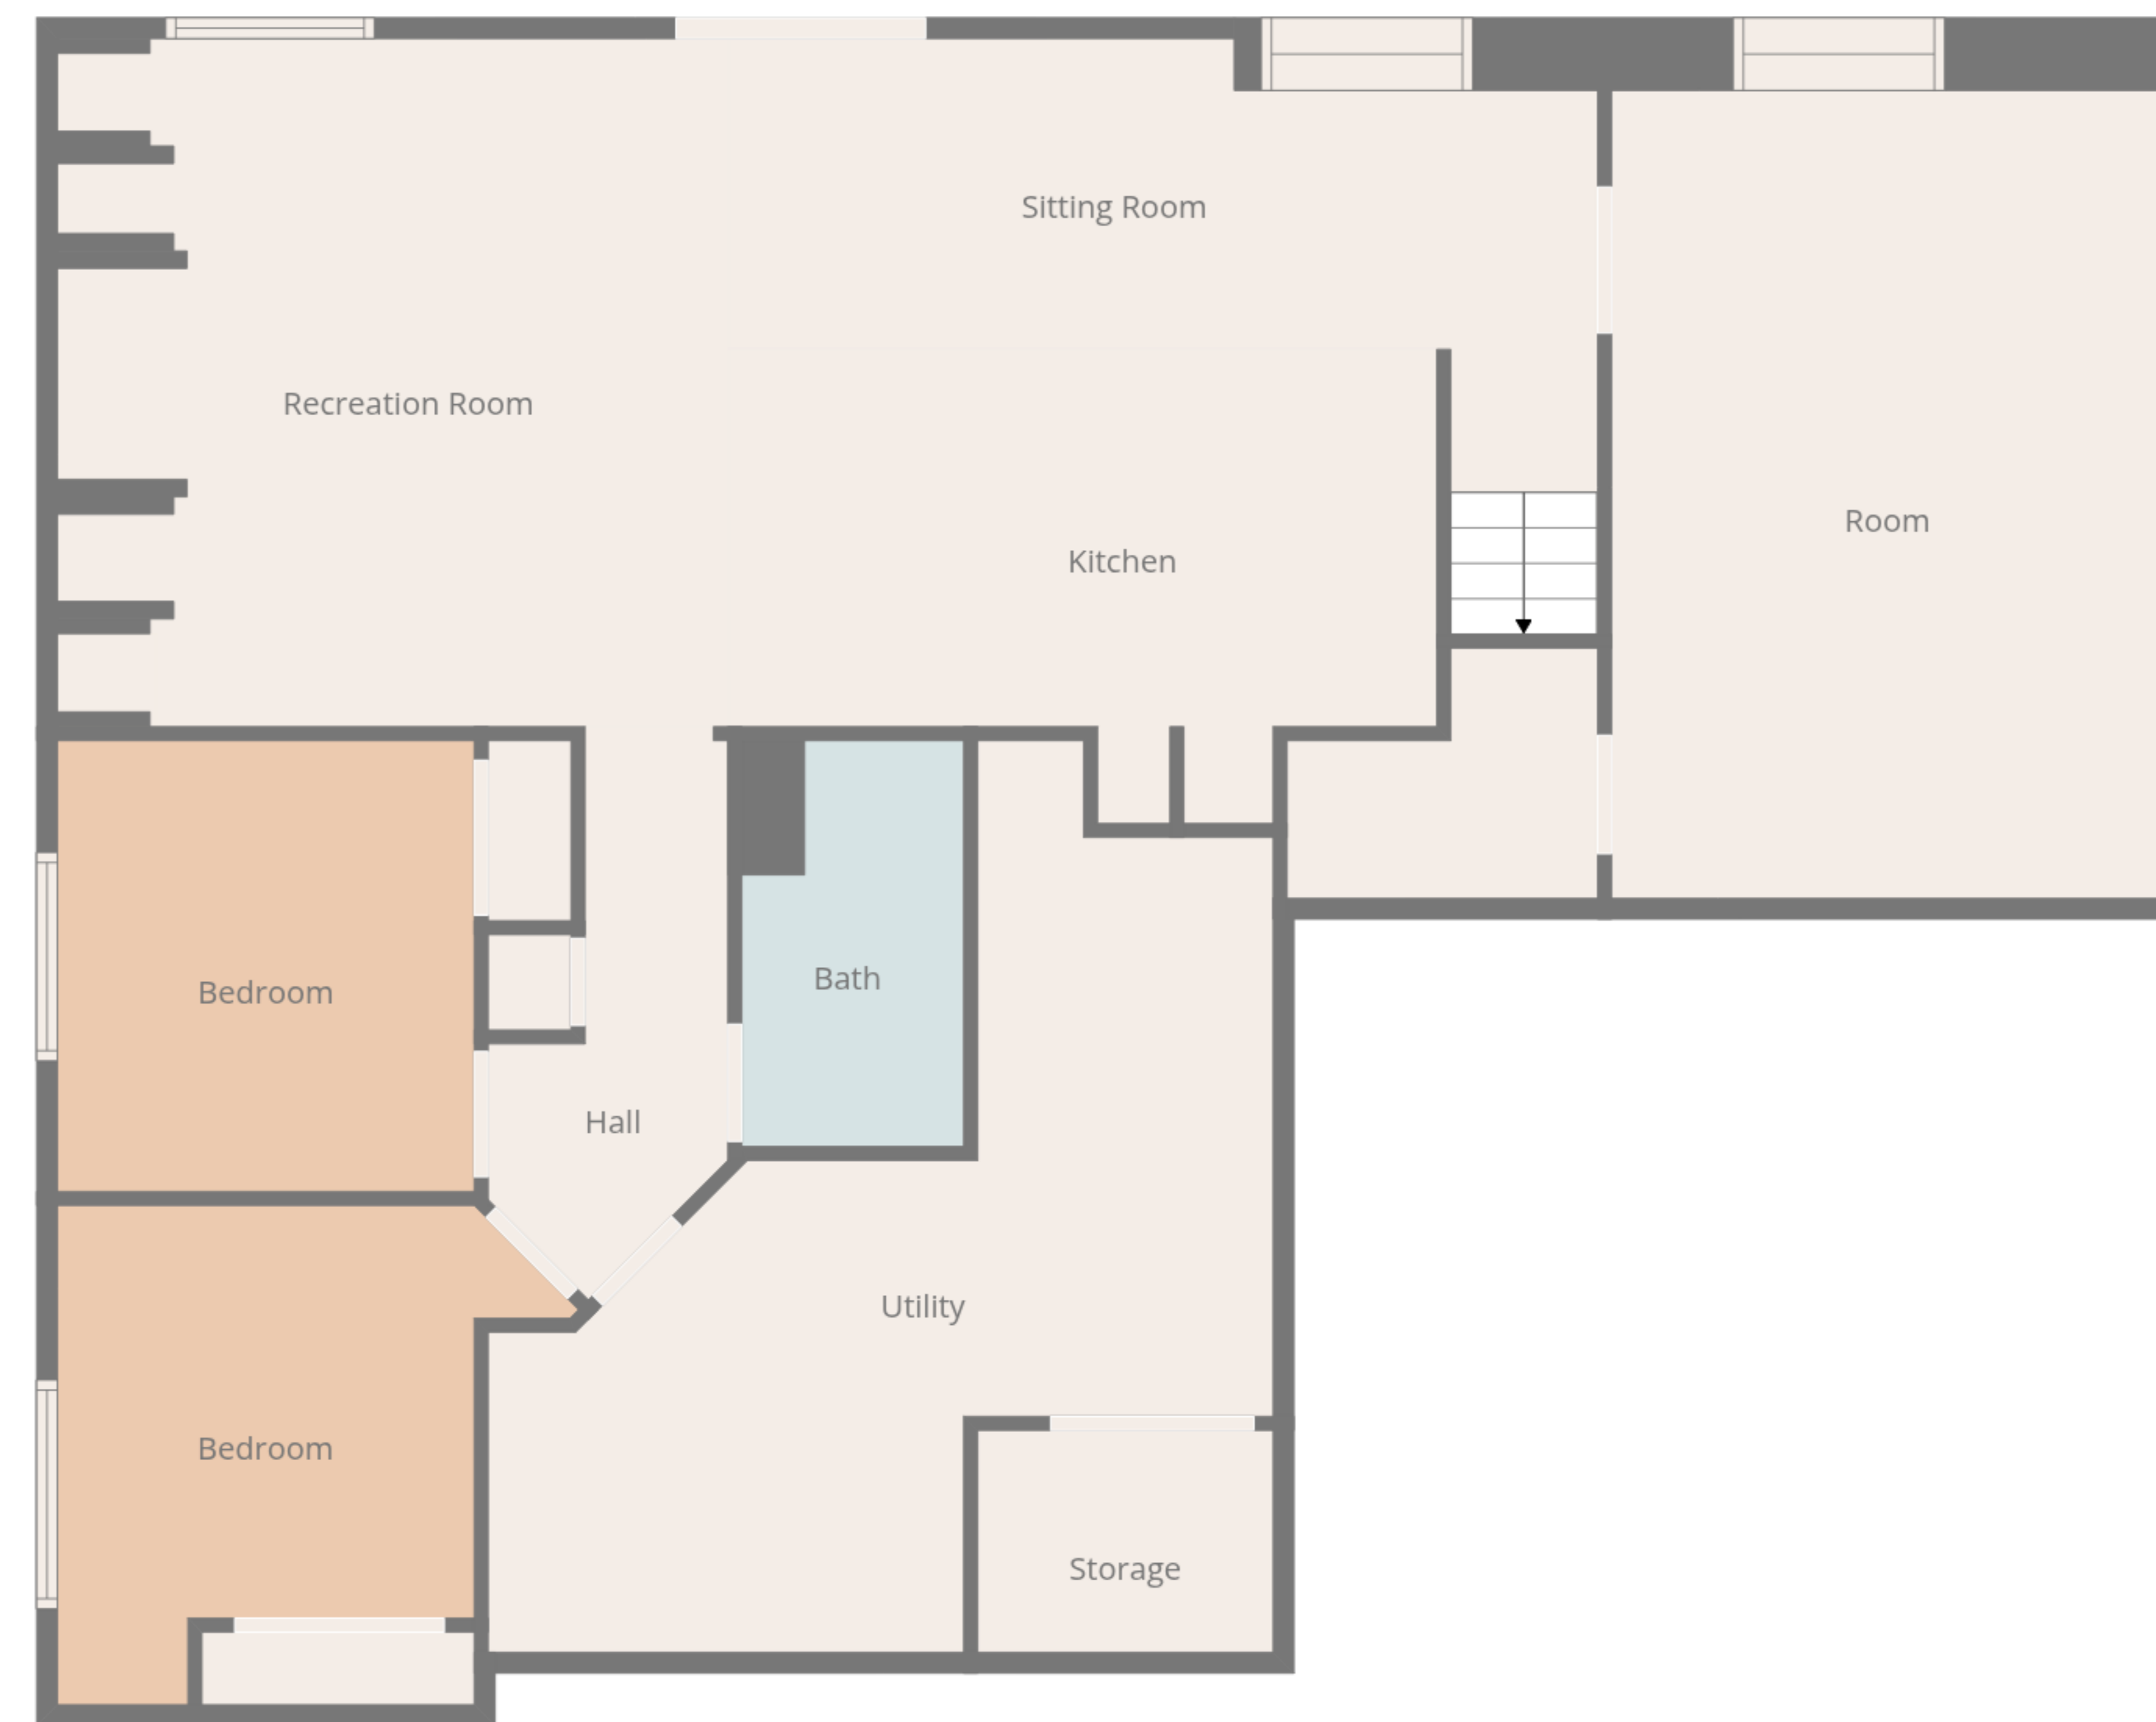 Sitting Room
Recreation Room
Room
Kitchen
Bath
Bedroom
Hall
Utility
Bedroom
Storage